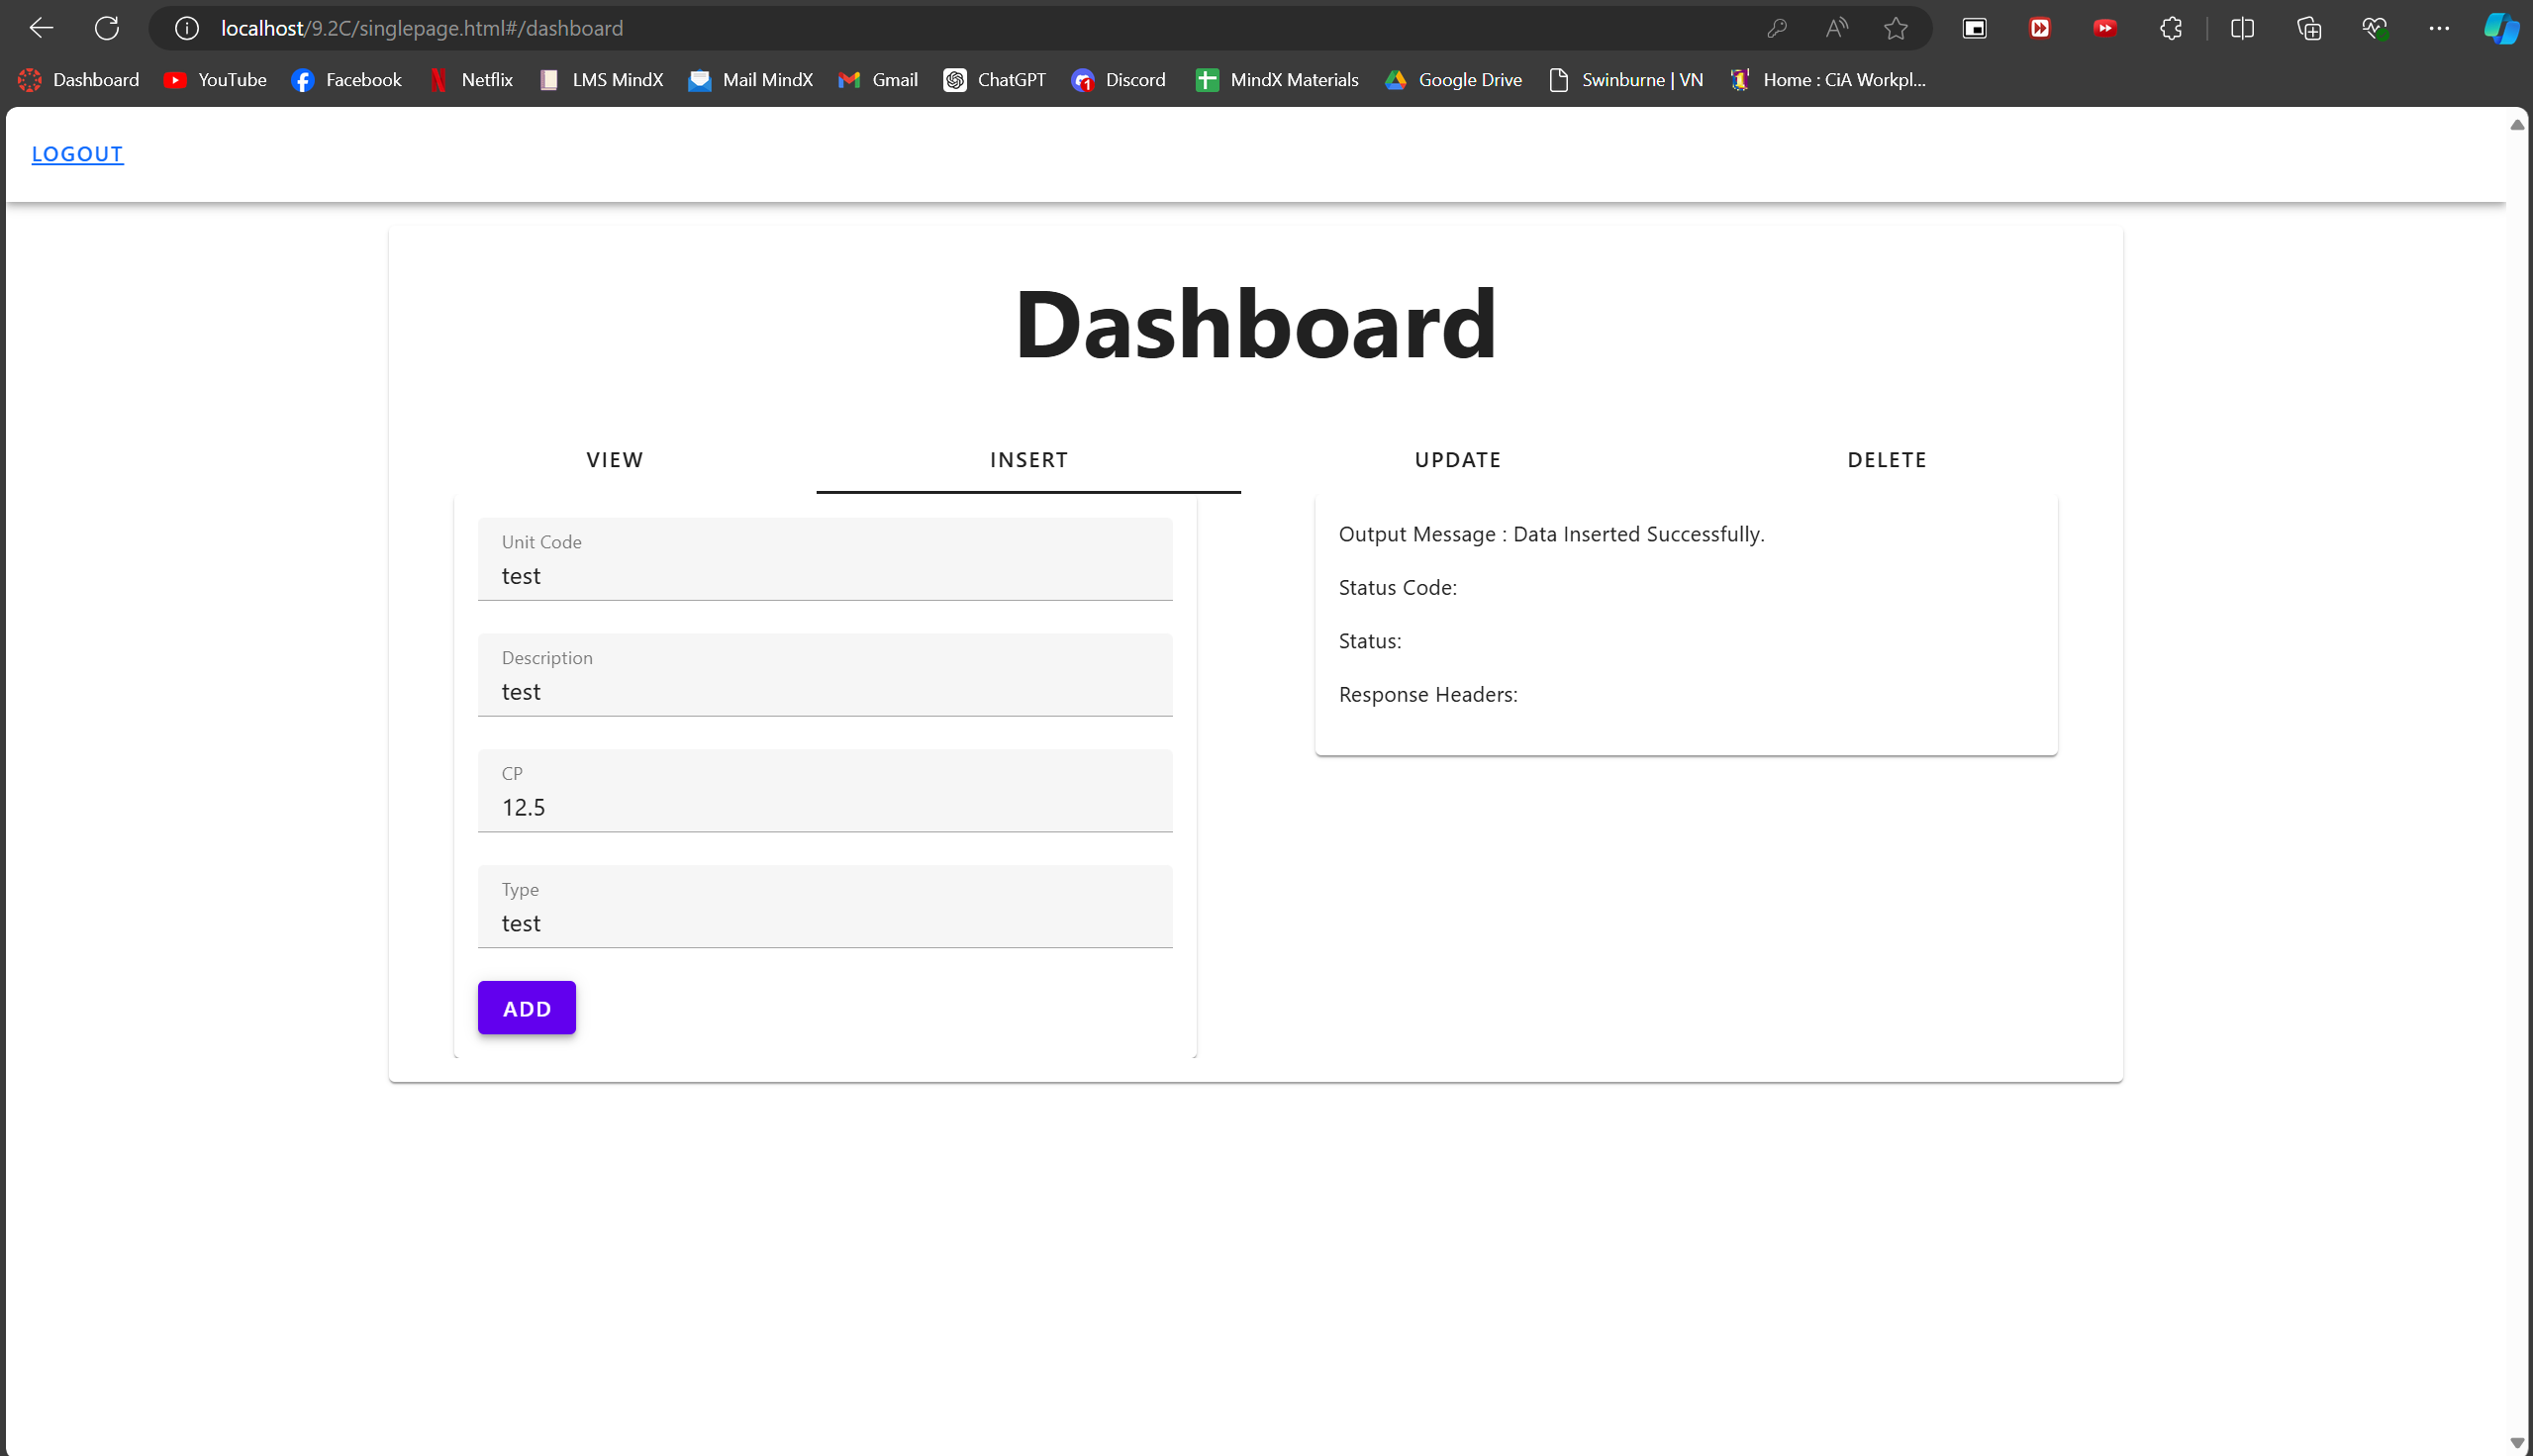 localhost/9.2C/singlepage.html#/dashboard
Dashboard YouTube Facebook Netflix LMS MindX Mail MindX Gmail ChatGPT 1 Discord MindX Materials Google Drive Swinburne | VN Home : CiA Workpl...
LOGOUT
Dashboard
VIEW INSERT UPDATE DELETE
Unit Code
test
Description
test
CP
12.5
Type
test
ADD
Output Message : Data Inserted Successfully.
Status Code:
Status:
Response Headers: